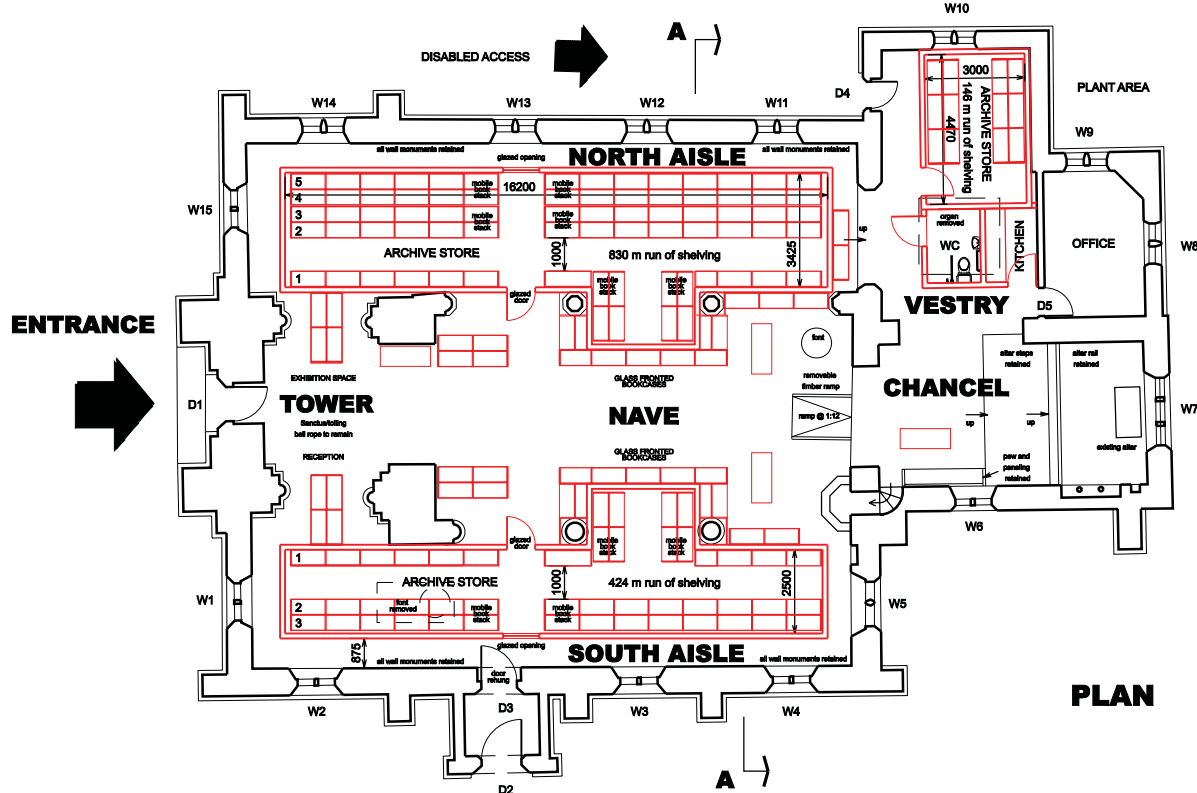 W10
A
DISABLED ACCESS
D4
3000
4470
ARCHIVE STORE
146 m run of shelving
PLANT AREA
W14
W13
W12
W11
W9
all wall monuments retained
glazed opening
NORTH AISLE
all wall monuments retained
5
4
3
2
1
mobile
book
stack
16200
mobile
book
stack
W15
ARCHIVE STORE
1000
830 m run of shelving
3425
up
organ
removed
WC
KITCHEN
OFFICE
W8
mobile
book
stack
mobile
book
stack
glazed
door
VESTRY
D5
ENTRANCE
font
EXHIBITION SPACE
GLASS FRONTED
BOOKCASES
removable
timber ramp
altar steps
retained
altar rail
retained
D1
TOWER
Sanctus/tolling
bell rope to remain
NAVE
ramp @ 1:12
CHANCEL
up
up
W7
existing altar
RECEPTION
GLASS FRONTED
BOOKCASES
pew and
paneling
retained
W6
glazed
door
mobile
book
stack
mobile
book
stack
1
2
3
ARCHIVE STORE
font
removed
mobile
book
stack
1000
mobile
book
stack
424 m run of shelving
2500
W1
W5
875
all wall monuments retained
glazed opening
SOUTH AISLE
all wall monuments retained
door
rehung
W2
D3
W3
W4
PLAN
A
D2